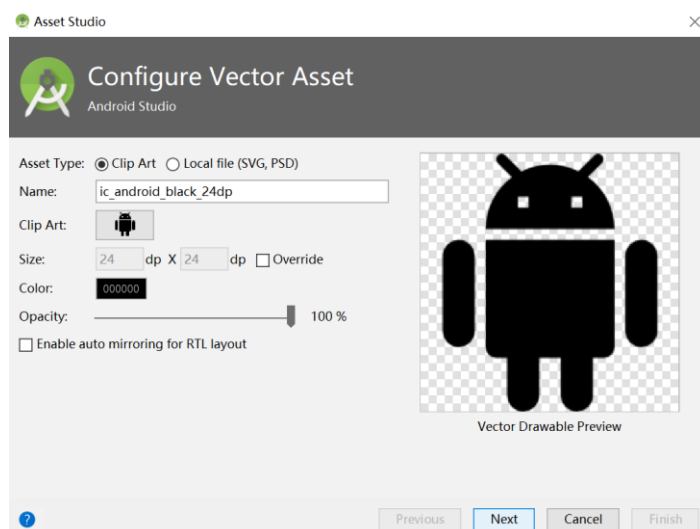 Asset Studio
Configure Vector Asset
Android Studio
Asset Type: Clip Art Local file (SVG, PSD)
Name: ic_android_black_24dp
Clip Art:
Size: 24 dp X 24 dp Override
Color: 000000
Opacity: 100 %
Enable auto mirroring for RTL layout
Vector Drawable Preview
? Previous Next Cancel Finish